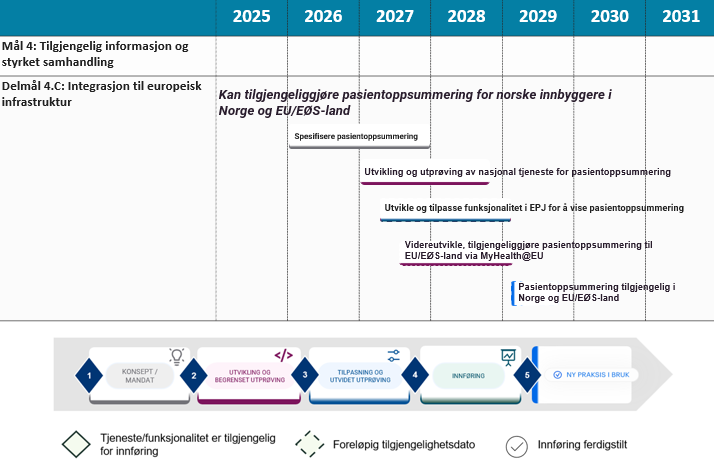 2025 2026 2027 2028 2029 2030 2031
Mål 4: Tilgjengelig informasjon og
styrket samhandling
Delmål 4.C: Integrasjon til europeisk
infrastruktur
Kan tilgjengeliggjøre pasientoppsummering for norske innbyggere i
Norge og EU/EØS-land
Spesifisere pasientoppsummering
Utvikling og utprøving av nasjonal tjeneste for pasientoppsummering
Utvikle og tilpasse funksjonalitet i EPJ for å vise pasientoppsummering
Videreutvikle, tilgjengeliggjøre pasientoppsummering til
EU/EØS-land via MyHealth@EU
Pasientoppsummering tilgjengelig i
Norge og EU/EØS-land
1
KONSEPT /
MANDAT
2
</>
UTVIKLING OG
BEGRENSET UTPRØVING
3
TILPASNING OG
UTVIDET UTPRØVING
4
INNFØRING
5
NY PRAKSIS I BRUK
Tjeneste/funksjonalitet er tilgjengelig
for innføring
Foreløpig tilgjengelighetsdato
Innføring ferdigstilt